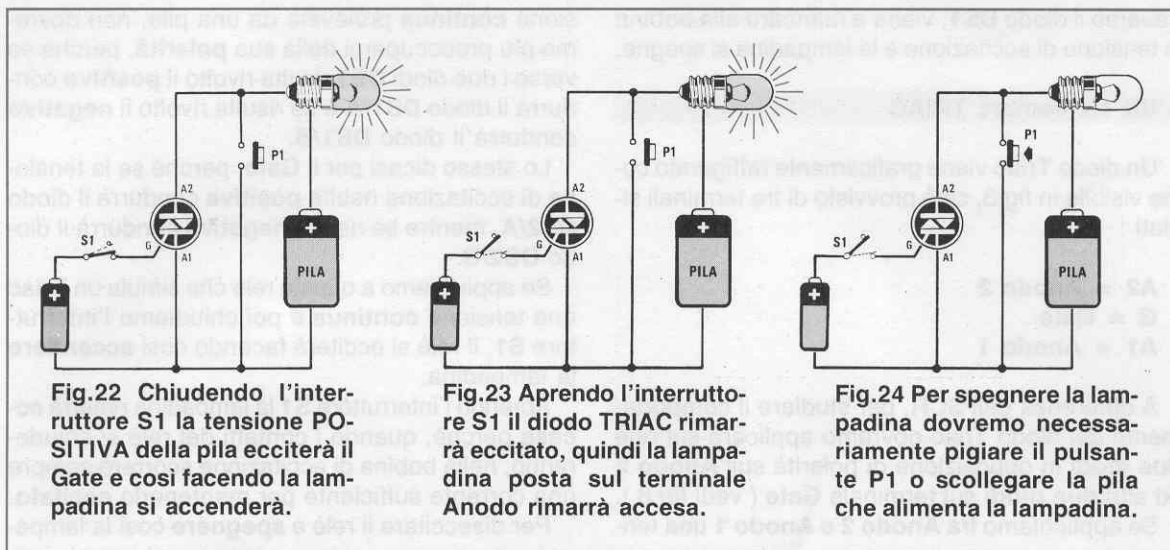 P1
A2
S1
G
A1
+
+
PILA
Fig.22 Chiudendo l'inter-
ruttore S1 la tensione PO-
SITIVA della pila ecciterà il
Gate e così facendo la lam-
padina si accenderà.
P1
A2
S1
G
A1
+
+
PILA
Fig.23 Aprendo l'interrutto-
re S1 il diodo TRIAC rimar-
rà eccitato, quindi la lampa-
dina posta sul terminale
Anodo rimarrà accesa.
P1
A2
S1
G
A1
+
+
PILA
Fig.24 Per spegnere la lam-
padina dovremo necessa-
riamente pigiare il pulsan-
te P1 o scollegare la pila
che alimenta la lampadina.